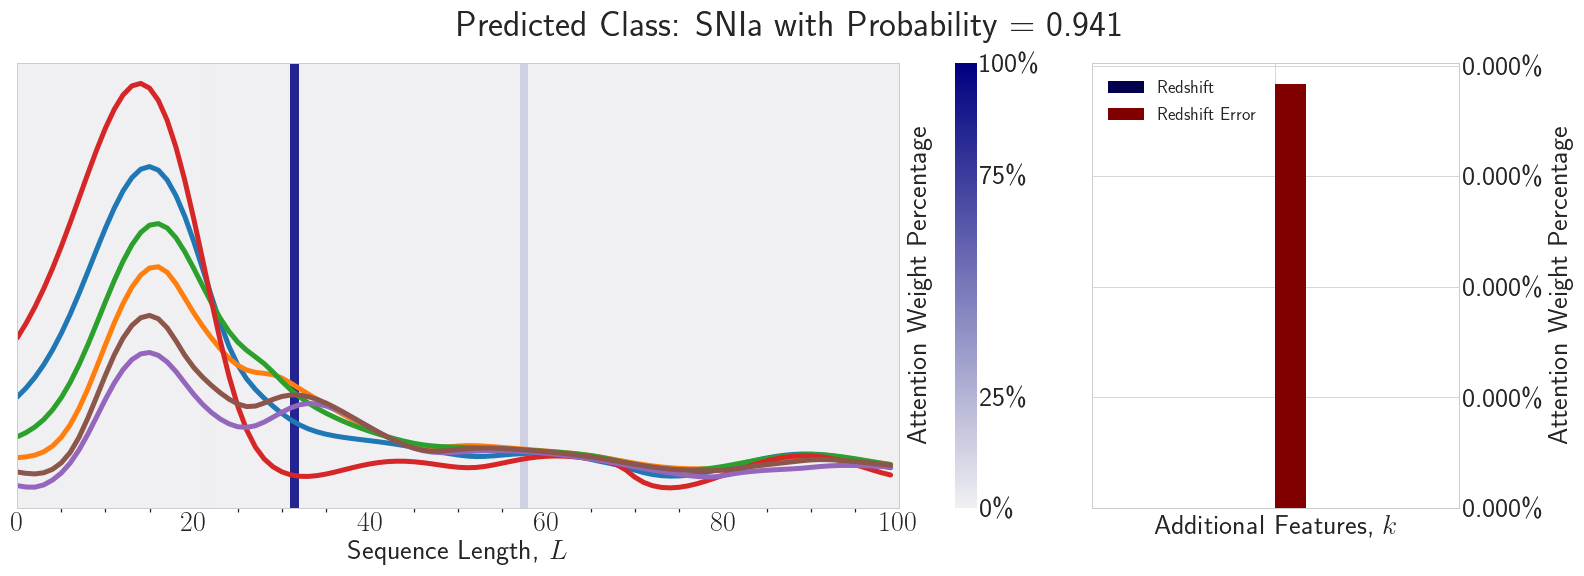 Predicted Class: SNIa with Probability = 0.941
100%
75%
25%
0%
Attention Weight Percentage
0
20
40
60
80
100
Sequence Length, L
Redshift
Redshift Error
0.000%
0.000%
0.000%
0.000%
0.000%
Attention Weight Percentage
Additional Features, k